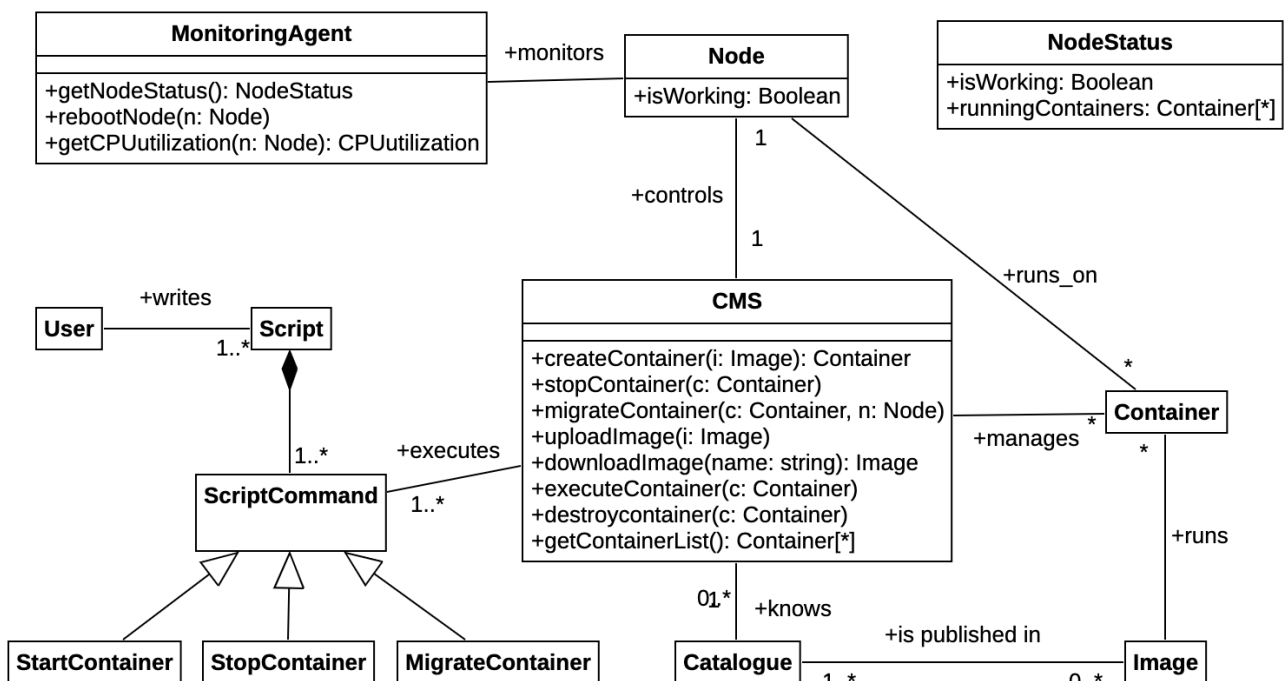 MonitoringAgent
+getNodeStatus(): NodeStatus
+rebootNode(n: Node)
+getCPUutilization(n: Node): CPUutilization
+monitors
Node
+isWorking: Boolean
NodeStatus
+isWorking: Boolean
+runningContainers: Container[*]
1
+controls
1
+runs_on
*
User
+writes
1..*
Script
1..*
ScriptCommand
+executes
1..*
CMS
+createContainer(i: Image): Container
+stopContainer(c: Container)
+migrateContainer(c: Container, n: Node)
+uploadImage(i: Image)
+downloadImage(name: string): Image
+executeContainer(c: Container)
+destroycontainer(c: Container)
+getContainerList(): Container[*]
+manages
*
Container
*
+runs
+knows
StartContainer
StopContainer
MigrateContainer
Catalogue
+is published in
1..*
0..*
Image